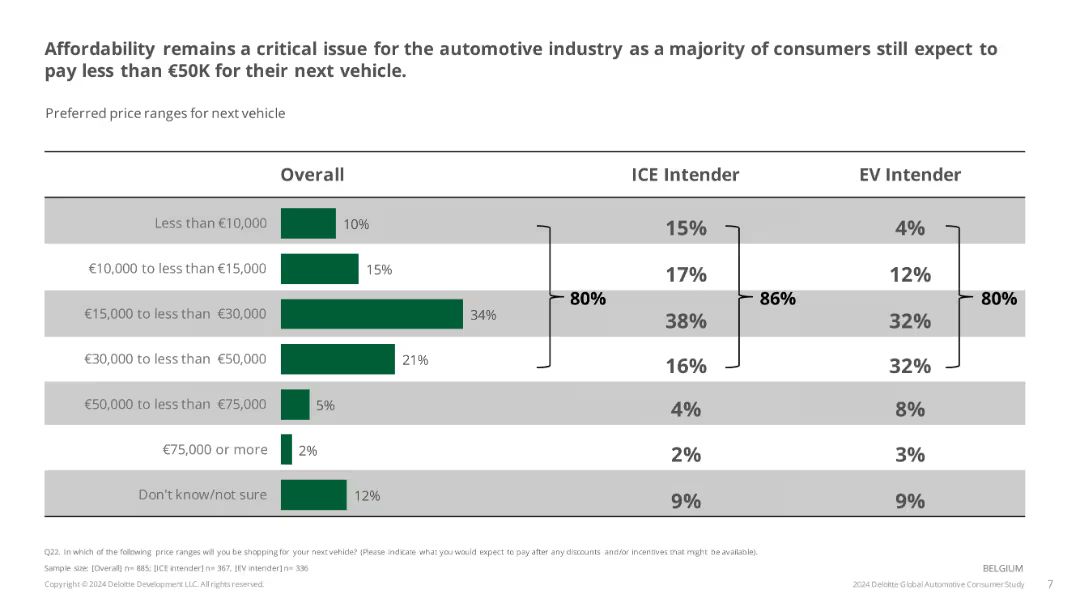 Affordability remains a critical issue for the automotive industry as a majority of consumers still expect to
pay less than €50K for their next vehicle.
Preferred price ranges for next vehicle
Overall ICE Intender EV Intender
Less than €10,000 10% 15% 4%
€10,000 to less than €15,000 15% 17% 12%
80% 86% 80%
€15,000 to less than €30,000 34% 38% 32%
€30,000 to less than €50,000 21% 16% 32%
€50,000 to less than €75,000 5% 4% 8%
€75,000 or more 2% 2% 3%
Don't know/not sure 12% 9% 9%
Q22. In which of the following price ranges will you be shopping for your next vehicle? (Please indicate what you would expect to pay after any discounts and/or incentives that might be available).
Sample size: [Overall] n= 885; [ICE intender] n= 367, [EV intender] n= 336
BELGIUM
Copyright © 2024 Deloitte Development LLC. All rights reserved.
2024 Deloitte Global Automotive Consumer Study 7